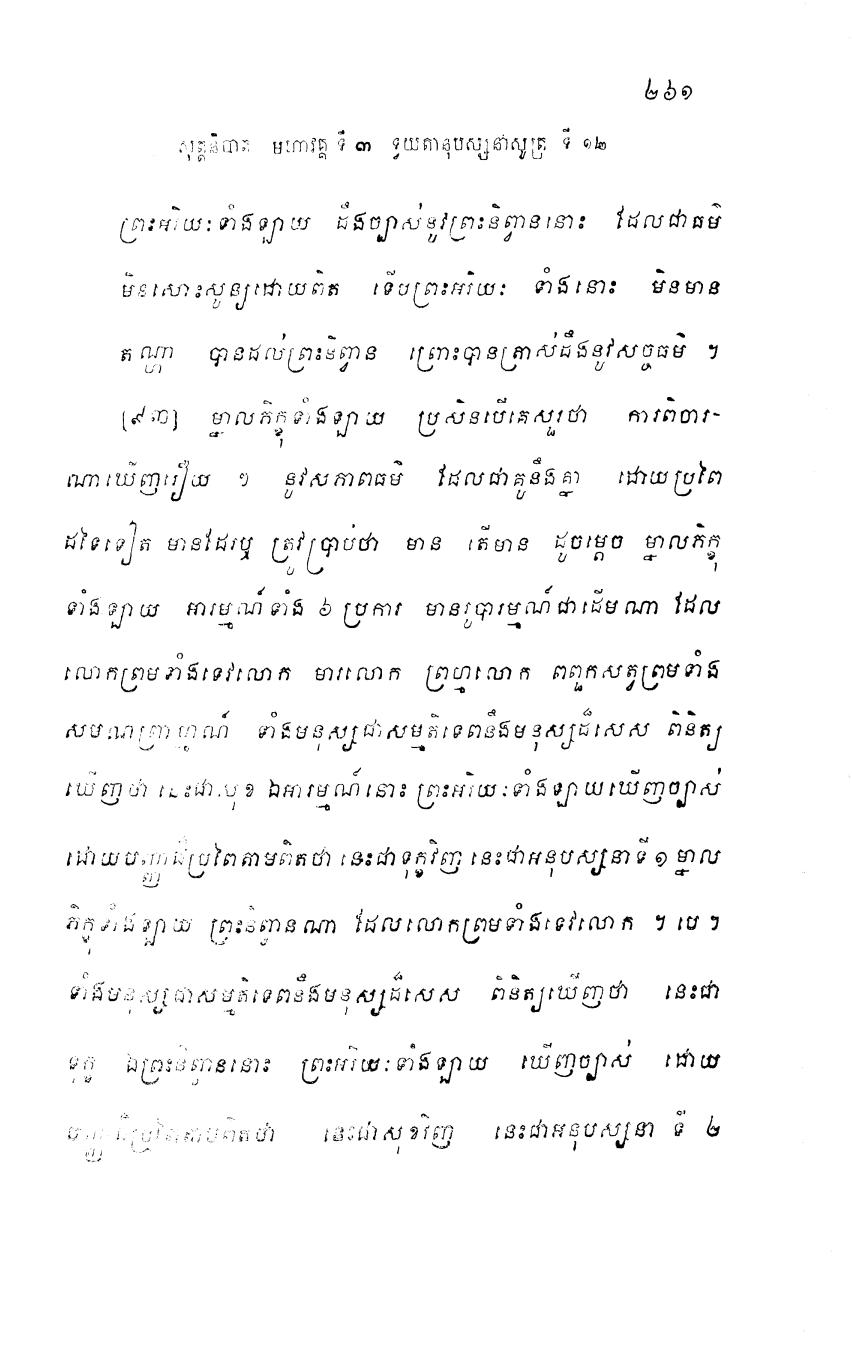 ២៦១
សុត្តនិបាត មហាវគ្គ ទី ៣ ទ្វយតានុបស្សនាសូត្រ ទី ១២
ព្រះអរិយៈទាំងឡាយ ដឹងច្បាស់នូវព្រះនិព្វាននោះ ដែលជាធម៌
មិនសោះសូន្យដោយពិត ទើបព្រះអរិយៈ ទាំងនោះ មិនមាន
តណ្ហា បានដល់ព្រះនិព្វាន ព្រោះបានត្រាស់ដឹងនូវសច្ចធម៌ ។
[៩៣] ម្នាលភិក្ខុទាំងឡាយ ប្រសិនបើគេសួរថា ការពិចារ-
ណាឃើញរឿយ ៗ នូវសភាពធម៌ ដែលជាគូនឹងគ្នា ដោយប្រពៃ
ដទៃទៀត មានដែរឬ ត្រូវប្រាប់ថា មាន តើមាន ដូចម្តេច ម្នាលភិក្ខុ
ទាំងឡាយ អារម្មណ៍ទាំង ៦ ប្រការ មានរូបារម្មណ៍ជាដើមណា ដែល
លោកព្រមទាំងទេវលោក មារលោក ព្រហ្មលោក ពពួកសត្វព្រមទាំង
សមណព្រាហ្មណ៍ ទាំងមនុស្សជាសម្មតិទេពនឹងមនុស្សដ៏សេស ពិនិត្យ
ឃើញថា នេះជាសុខ ឯអារម្មណ៍នោះ ព្រះអរិយៈទាំងឡាយឃើញច្បាស់
ដោយបញ្ញាដ៏ប្រពៃតាមពិតថា នេះជាទុក្ខវិញ នេះជាអនុបស្សនាទី ១ ម្នាល
ភិក្ខុទាំងឡាយ ព្រះនិព្វានណា ដែលលោកព្រមទាំងទេវលោក ។ បេ ។
ទាំងមនុស្សជាសម្មតិទេពនឹងមនុស្សដ៏សេស ពិនិត្យឃើញថា នេះជា
ទុក្ខ ឯព្រះនិព្វាននោះ ព្រះអរិយៈទាំងឡាយ ឃើញច្បាស់ ដោយ
បញ្ញាដ៏ប្រពៃតាមពិតថា នេះជាសុខវិញ នេះជាអនុបស្សនា ទី ២